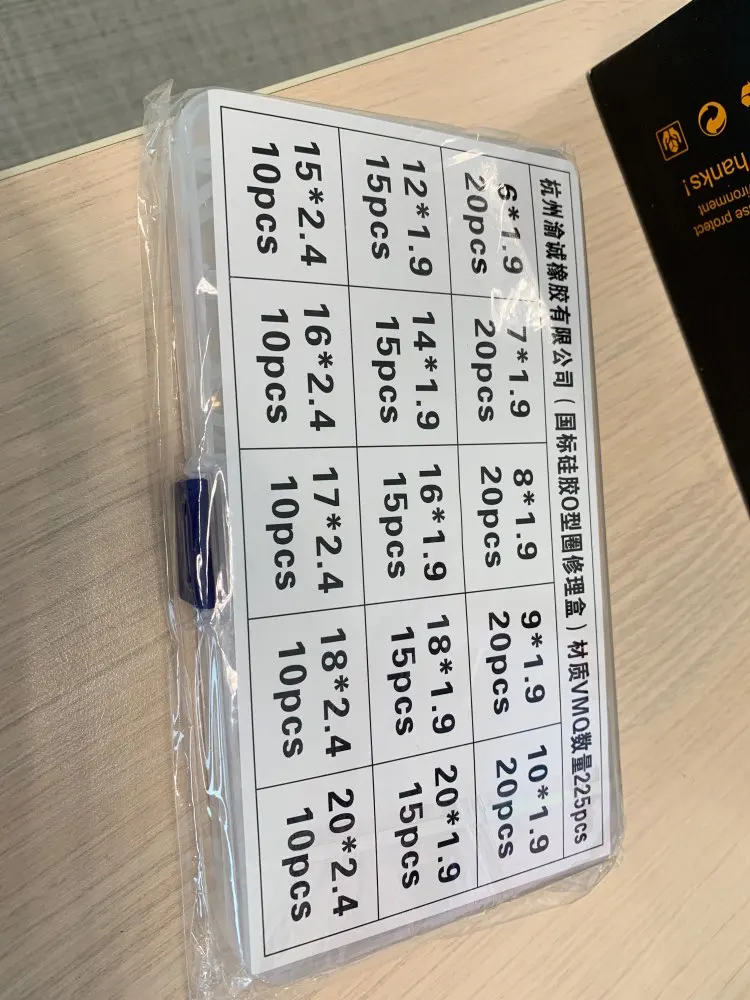 杭州渝诚橡胶有限公司（国标硅胶O型圈修理盒）材质VMQ数量225pcs
6*1.9
20pcs
7*1.9
20pcs
8*1.9
20pcs
9*1.9
20pcs
10*1.9
20pcs
12*1.9
15pcs
14*1.9
15pcs
16*1.9
15pcs
18*1.9
15pcs
20*1.9
15pcs
15*2.4
10pcs
16*2.4
10pcs
17*2.4
10pcs
18*2.4
10pcs
20*2.4
10pcs
hanks!
se protect
ironment